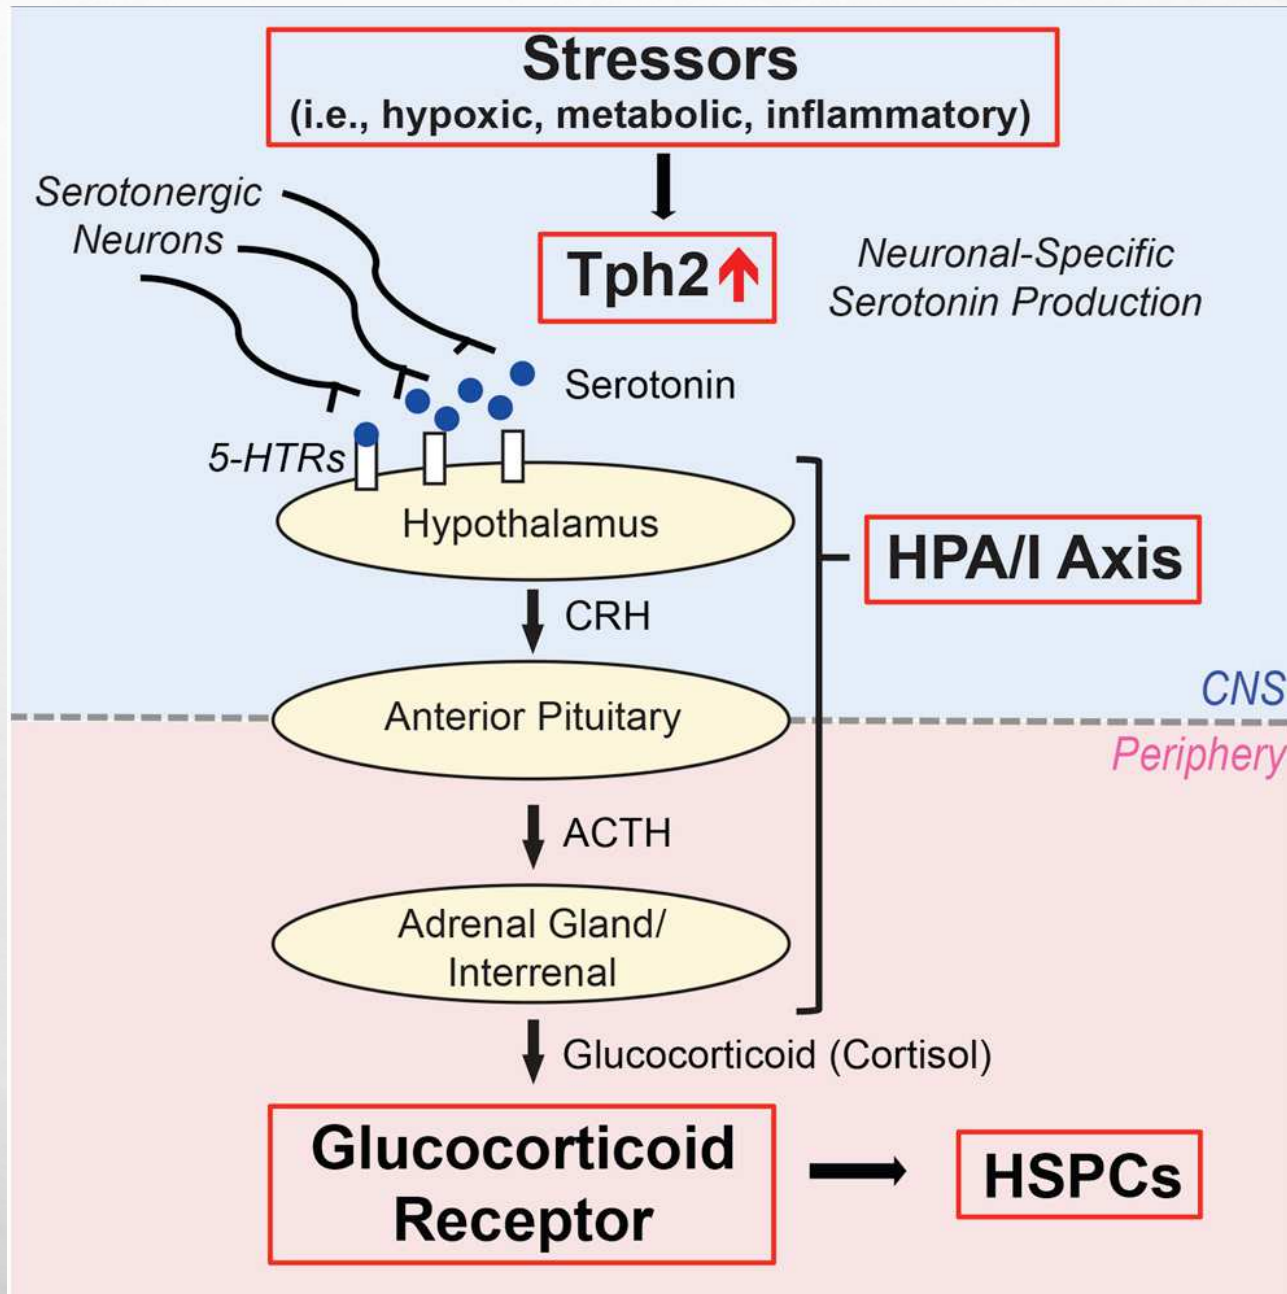 Stressors
(i.e., hypoxic, metabolic, inflammatory)
Serotonergic
Neurons
Tph2
Neuronal-Specific
Serotonin Production
Serotonin
5-HTRs
Hypothalamus
HPA/I Axis
CRH
CNS
Anterior Pituitary
Periphery
ACTH
Adrenal Gland/
Interrenal
Glucocorticoid (Cortisol)
Glucocorticoid
Receptor
HSPCs